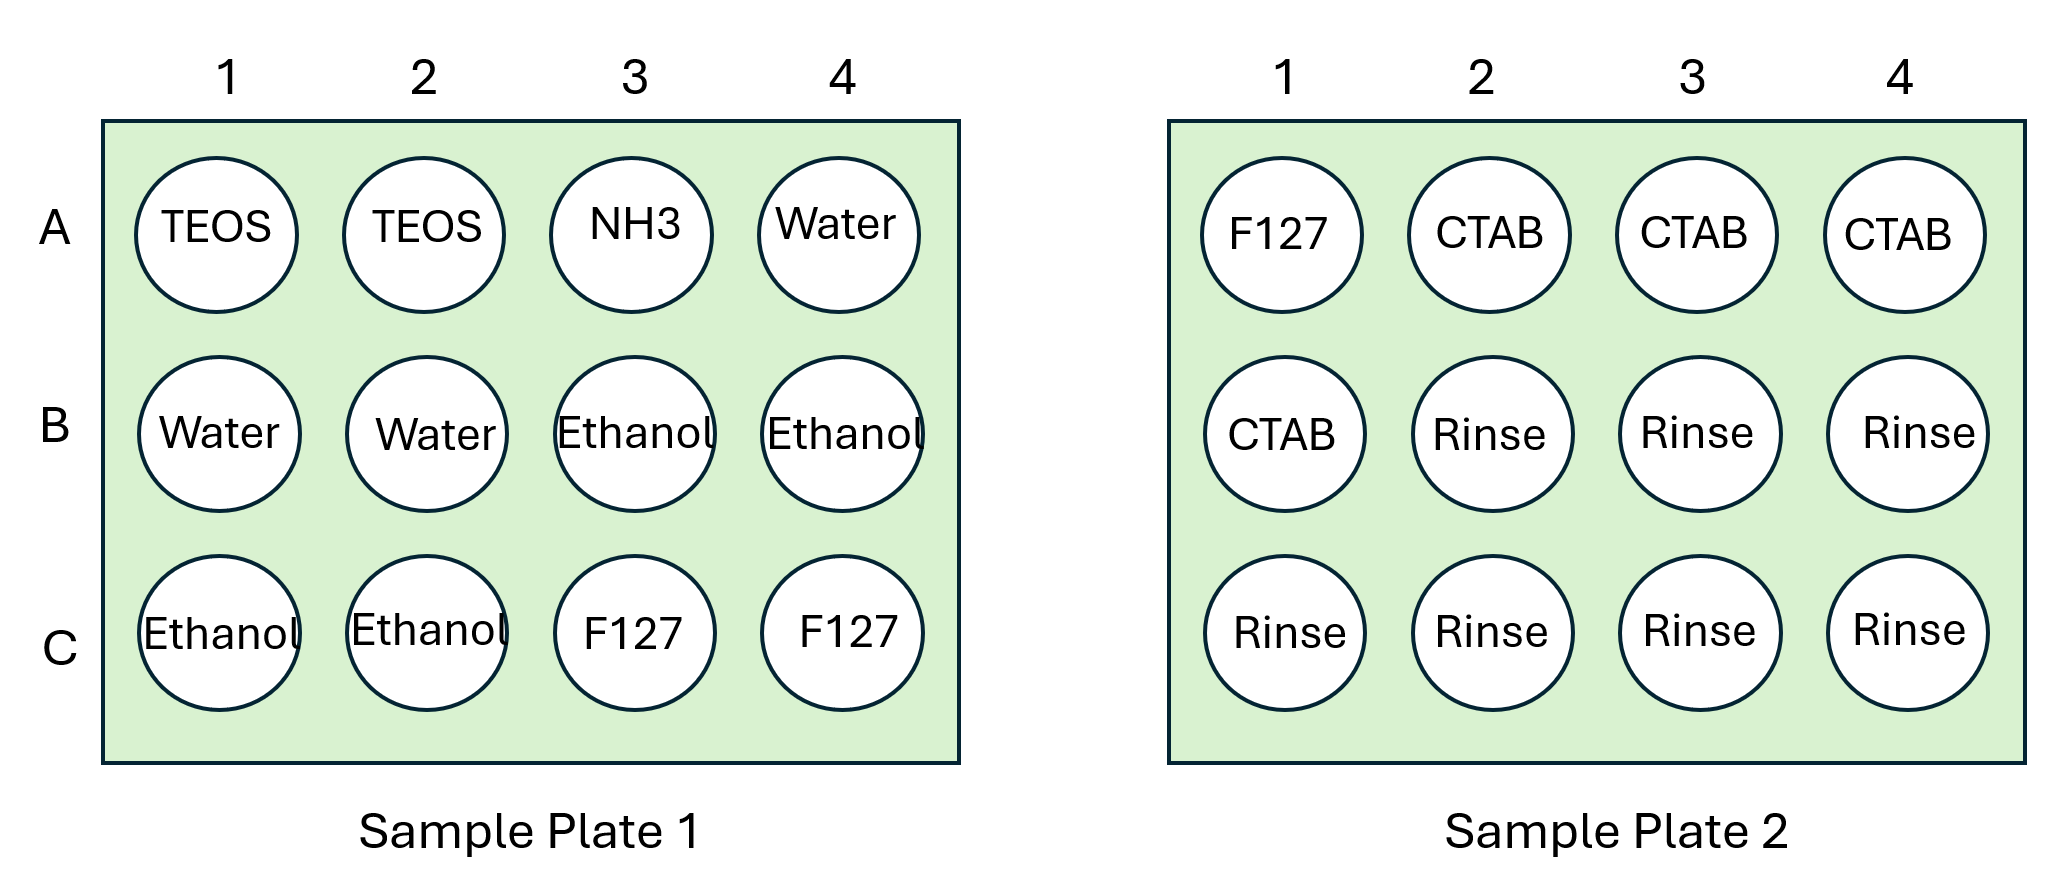 1 2 3 4 1 2 3 4
A TEOS TEOS NH3 Water F127 CTAB CTAB CTAB
B Water Water Ethanol Ethanol CTAB Rinse Rinse Rinse
C Ethanol Ethanol F127 F127 Rinse Rinse Rinse Rinse
Sample Plate 1 Sample Plate 2